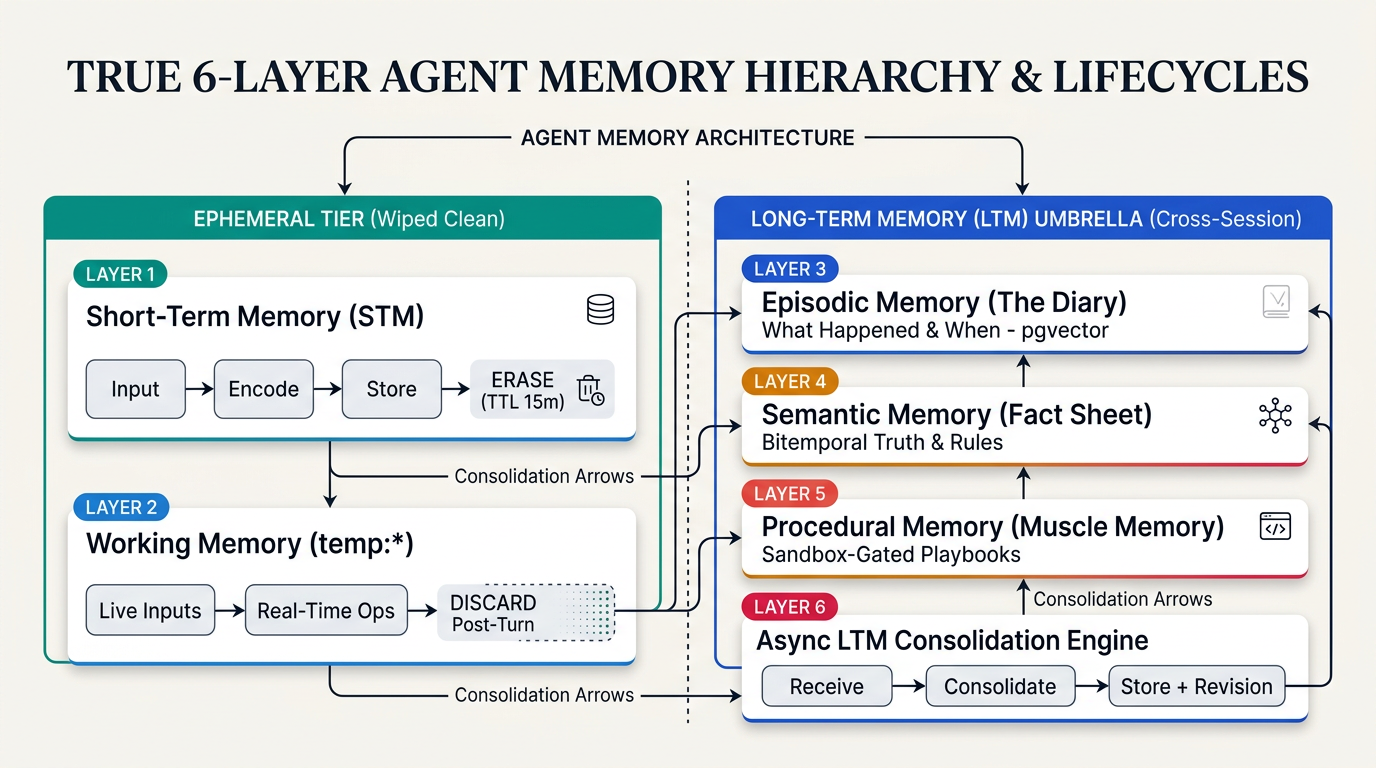 TRUE 6-LAYER AGENT MEMORY HIERARCHY & LIFECYCLES
AGENT MEMORY ARCHITECTURE
EPHEMERAL TIER (Wiped Clean)
LAYER 1
Short-Term Memory (STM)
Input
Encode
Store
ERASE
(TTL 15m)
Consolidation Arrows
LAYER 2
Working Memory (temp:*)
Live Inputs
Real-Time Ops
DISCARD
Post-Turn
Consolidation Arrows
LONG-TERM MEMORY (LTM) UMBRELLA (Cross-Session)
LAYER 3
Episodic Memory (The Diary)
What Happened & When - pgvector
LAYER 4
Semantic Memory (Fact Sheet)
Bitemporal Truth & Rules
LAYER 5
Procedural Memory (Muscle Memory)
Sandbox-Gated Playbooks
Consolidation Arrows
LAYER 6
Async LTM Consolidation Engine
Receive
Consolidate
Store + Revision